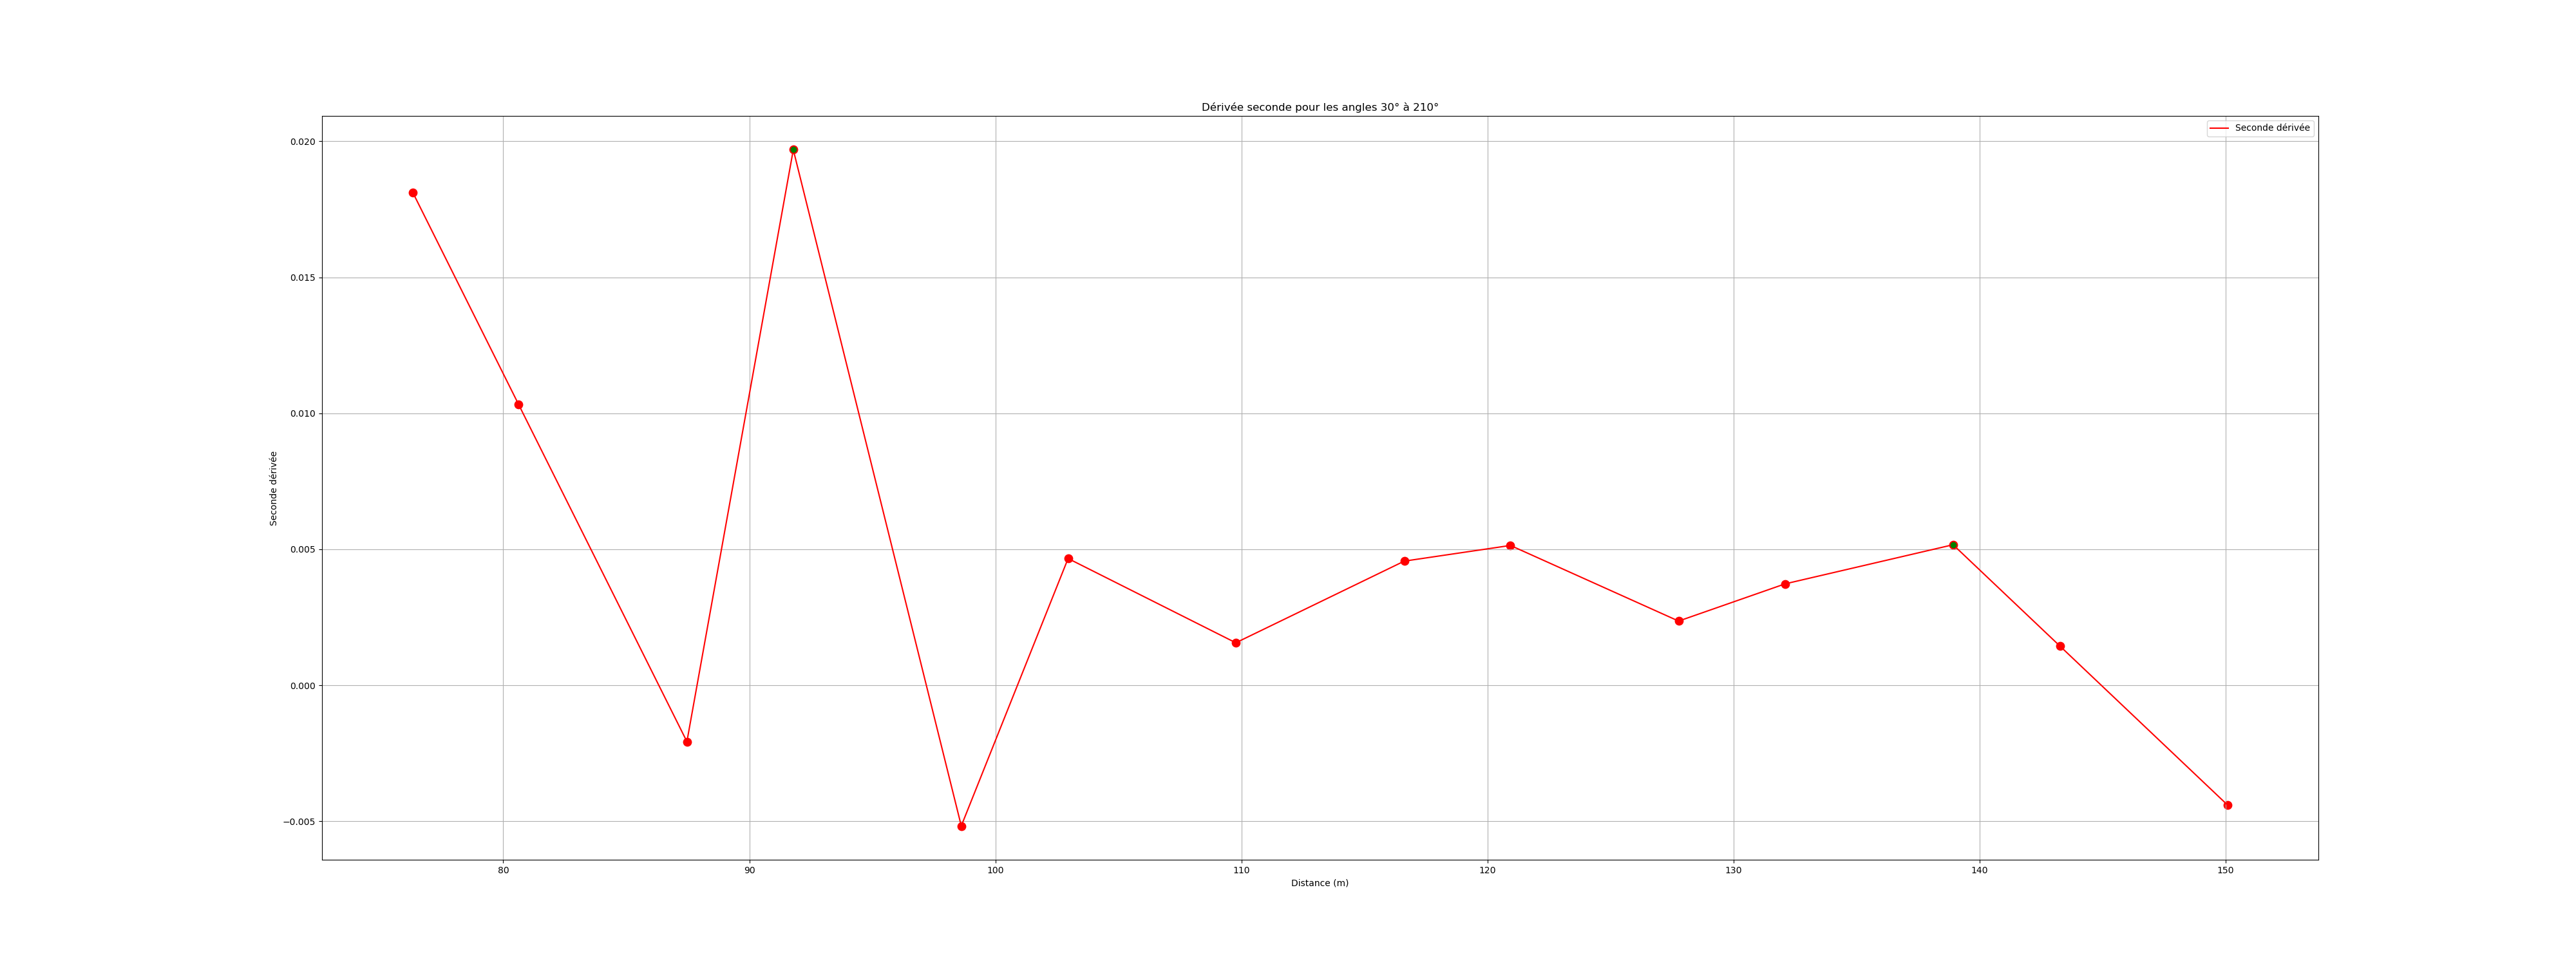 Dérivée seconde pour les angles 30° à 210°
Seconde dérivée
0.020
0.015
0.010
0.005
0.000
−0.005
Seconde dérivée
80 90 100 110 120 130 140 150
Distance (m)